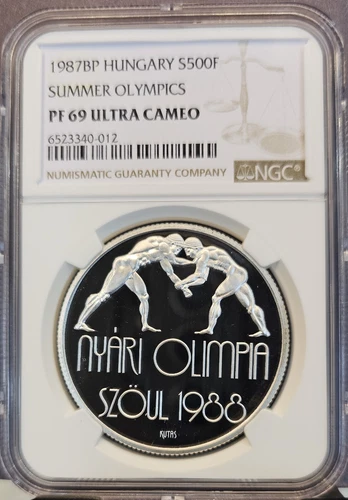 1987BP HUNGARY S500F
SUMMER OLYMPICS
PF 69 ULTRA CAMEO
6523340-012
NUMISMATIC GUARANTY COMPANY
NGC®
NYÁRI OLIMPIA
SZÖUL 1988
KUTAS